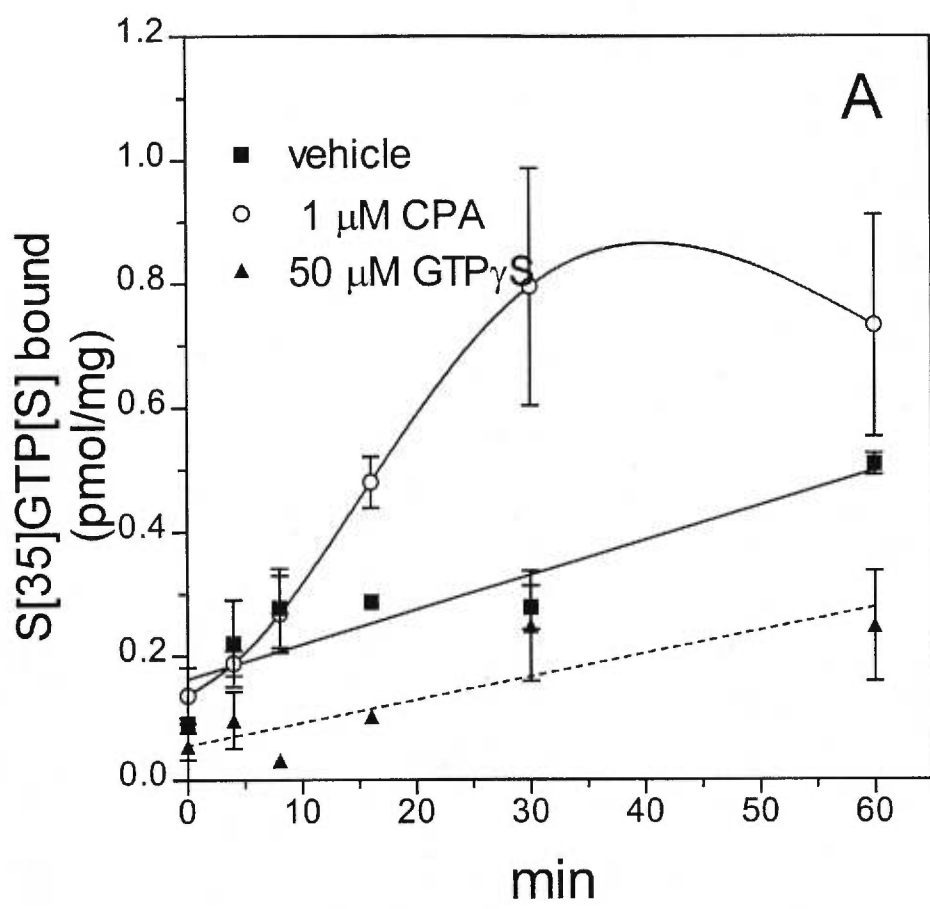 A
vehicle
1 μM CPA
50 μM GTPγS
S[35]GTP[S] bound
(pmol/mg)
1.2
1.0
0.8
0.6
0.4
0.2
0.0
0 10 20 30 40 50 60
min